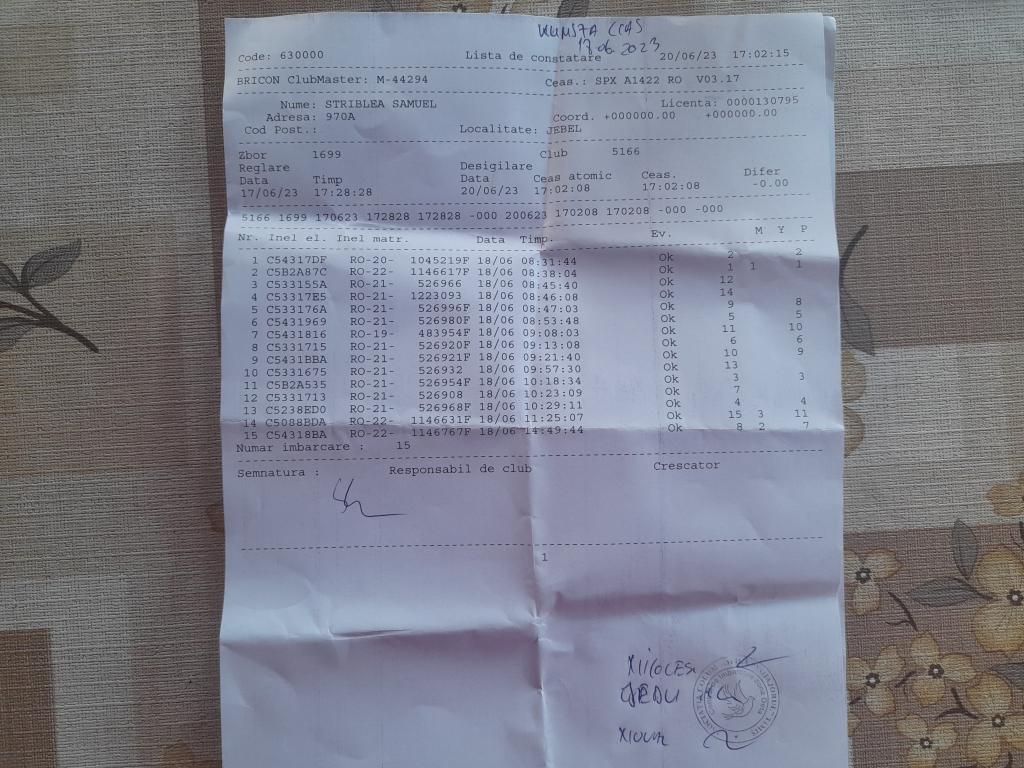 18.06.2023
Code: 630000 Lista de constatare 20/06/23 17:02:15
BRICON ClubMaster: M-44294 Ceas.: SPX A1422 RO V03.17
Nume: STRIBLEA SAMUEL Licenta: 0000130795
Adresa: 970A Coord. +000000.00 +000000.00
Cod Post.: Localitate: JEBEL
Zbor 1699 Club 5166
Reglare Desigilare
Data Timp Data Ceas atomic Ceas. Difer
17/06/23 17:28:28 20/06/23 17:02:08 17:02:08 -0.00
5166 1699 170623 172828 172828 -000 200623 170208 170208 -000 -000
Nr. Inel el. Inel matr. Data Timp. Ev. M Y P
1 C54317DF RO-20- 1045219F 18/06 08:31:44 Ok 2 2
2 C5B2A87C RO-22- 1146617F 18/06 08:38:04 Ok 1 1 1
3 C533155A RO-21- 526966 18/06 08:45:40 Ok 12
4 C53317E5 RO-21- 1223093 18/06 08:46:08 Ok 14
5 C533176A RO-21- 526996F 18/06 08:47:03 Ok 9 8
6 C5431969 RO-21- 526980F 18/06 08:53:48 Ok 5 5
7 C5431816 RO-19- 483954F 18/06 09:08:03 Ok 11 10
8 C5331715 RO-21- 526920F 18/06 09:13:08 Ok 6 6
9 C5431BBA RO-21- 526921F 18/06 09:21:40 Ok 10 9
10 C5331675 RO-21- 526932 18/06 09:57:30 Ok 13
11 C5B2A535 RO-21- 526954F 18/06 10:18:34 Ok 3 3
12 C5331713 RO-21- 526908 18/06 10:23:09 Ok 7
13 C5238ED0 RO-21- 526968F 18/06 10:29:11 Ok 4 4
14 C5088BDA RO-22- 1146631F 18/06 11:25:07 Ok 15 3 11
15 C54318BA RO-22- 1146767F 18/06 14:49:44 Ok 8 2 7
Numar imbarcare : 15
Semnatura : Responsabil de club Crescator
1